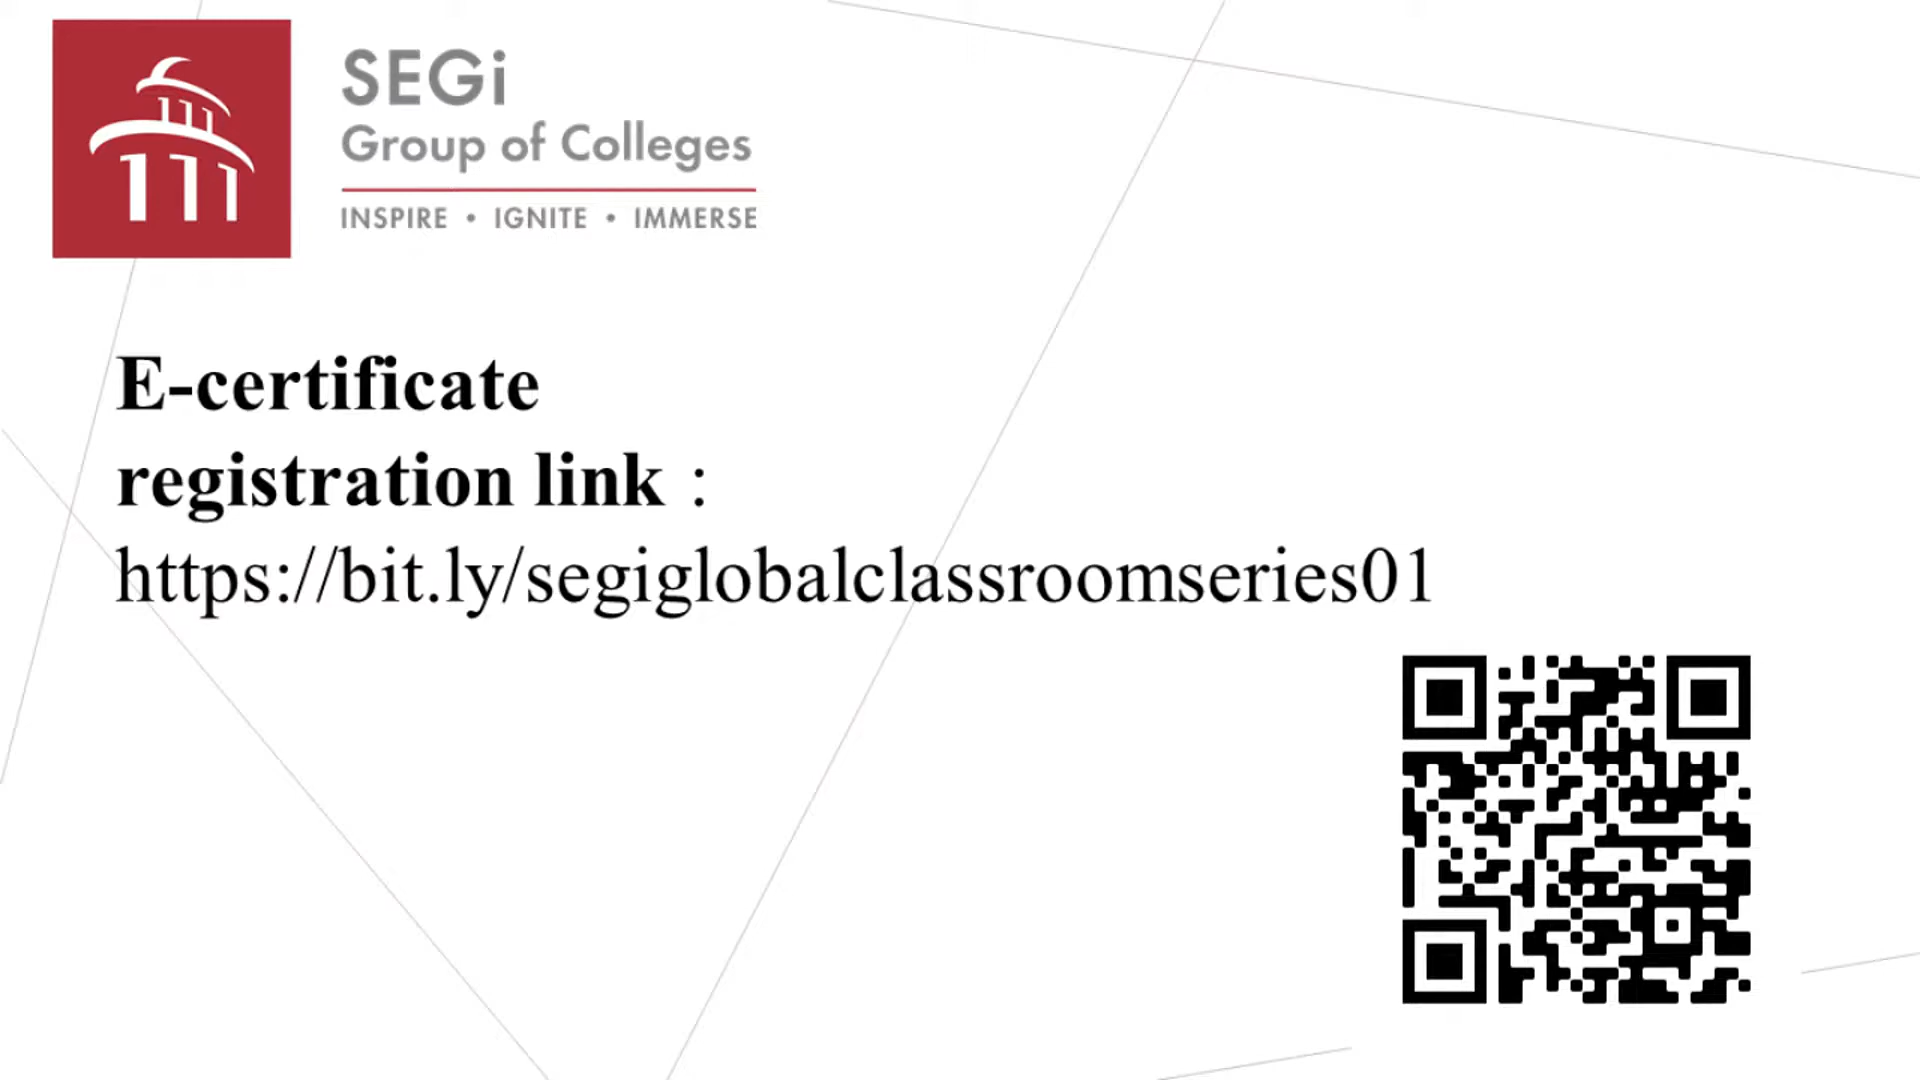 SEGi
Group of Colleges
INSPIRE • IGNITE • IMMERSE
E-certificate
registration link :
https://bit.ly/segiglobalclassroomseries01